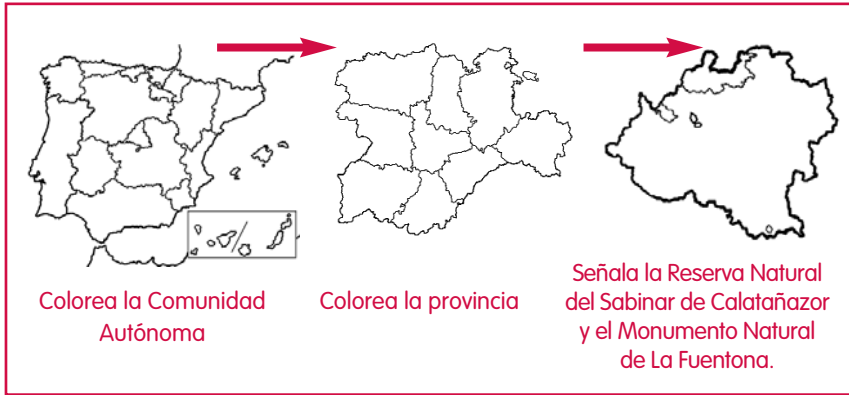 Colorea la Comunidad
Autónoma
Colorea la provincia
Señala la Reserva Natural
del Sabinar de Calatañazor
y el Monumento Natural
de La Fuentona.